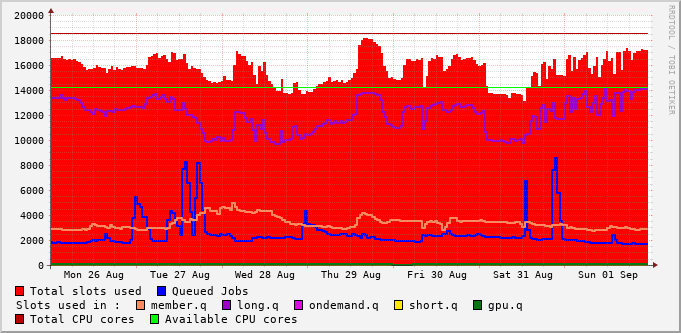 20000
18000
16000
14000
12000
10000
8000
6000
4000
2000
0
Mon 26 Aug Tue 27 Aug Wed 28 Aug Thu 29 Aug Fri 30 Aug Sat 31 Aug Sun 01 Sep
RRDTOOL / TOBI OETIKER
Total slots used Queued Jobs
Slots used in : member.q long.q ondemand.q short.q gpu.q
Total CPU cores Available CPU cores